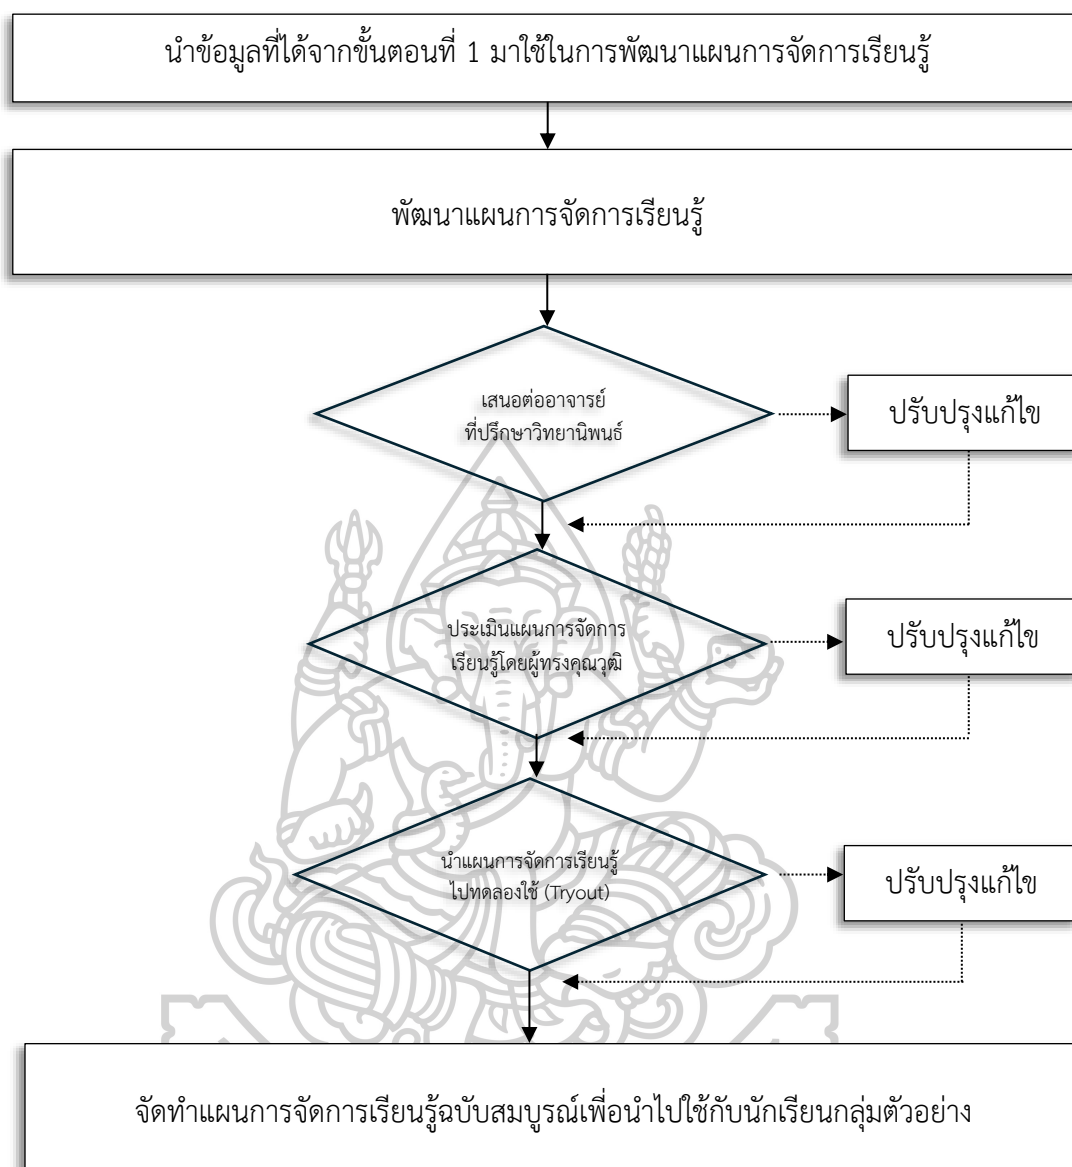 นำข้อมูลที่ได้จากขั้นตอนที่ 1 มาใช้ในการพัฒนาแผนการจัดการเรียนรู้
พัฒนาแผนการจัดการเรียนรู้
เสนอต่ออาจารย์
ที่ปรึกษาวิทยานิพนธ์
ปรับปรุงแก้ไข
ประเมินแผนการจัดการ
เรียนรู้โดยผู้ทรงคุณวุฒิ
ปรับปรุงแก้ไข
นำแผนการจัดการเรียนรู้
ไปทดลองใช้ (Tryout)
ปรับปรุงแก้ไข
จัดทำแผนการจัดการเรียนรู้ฉบับสมบูรณ์เพื่อนำไปใช้กับนักเรียนกลุ่มตัวอย่าง